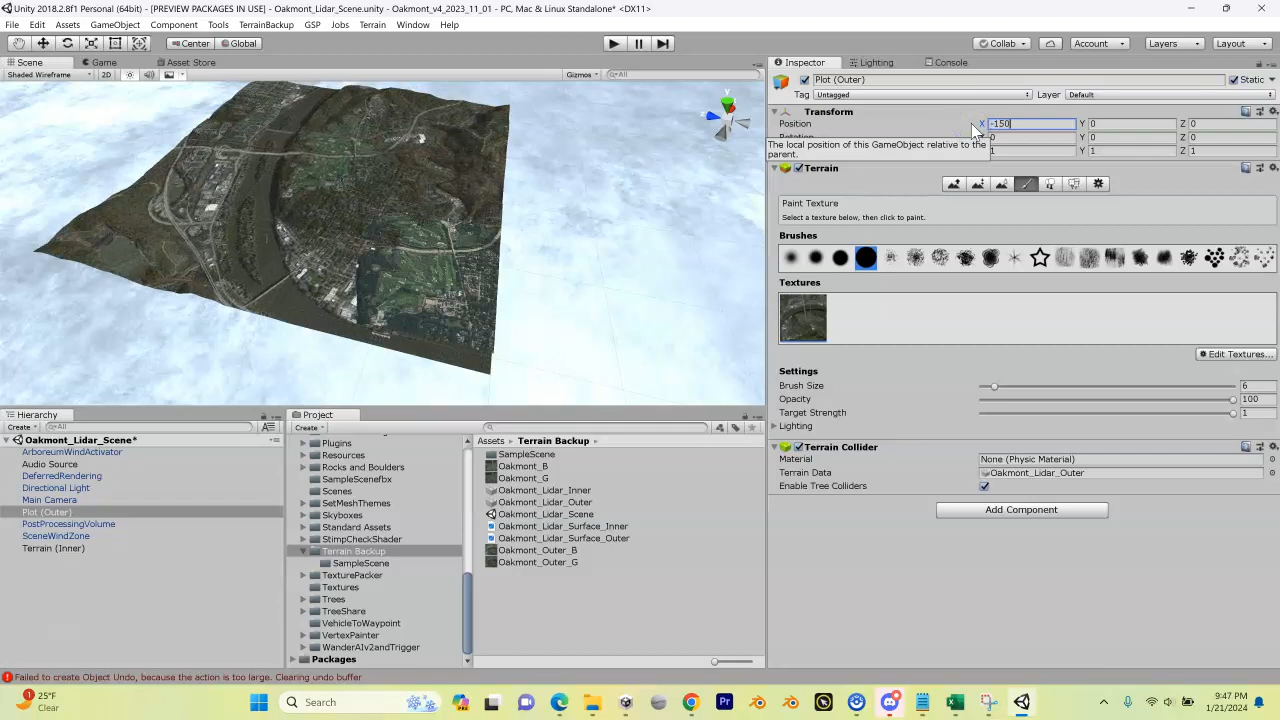 Unity 2018.2.8f1 Personal (64bit) - [PREVIEW PACKAGES IN USE] - Oakmont_Lidar_Scene.unity - Oakmont_v4_2023_11_01 - PC, Mac & Linux Standalone* <DX11>
File Edit Assets GameObject Component Tools TerrainBackup GSP Jobs Terrain Window Help
Center Global Collab Account Layers Layout
Scene Game Asset Store
Shaded Wireframe 2D Gizmos All
y
Inspector Lighting Console
Plot (Outer) Static
Tag Untagged Layer Default
Transform
Position X -150 Y 0 Z 0
Rotation 0 Y 0 Z 0
The local position of this GameObject relative to the parent.
1 Y 1 Z 1
Terrain
Paint Texture
Select a texture below, then click to paint.
Brushes
Textures
Edit Textures...
Settings
Brush Size 6
Opacity 100
Target Strength 1
Lighting
Terrain Collider
Material None (Physic Material)
Terrain Data Oakmont_Lidar_Outer
Enable Tree Colliders
Add Component
Hierarchy
Create All
Oakmont_Lidar_Scene*
ArboreumWindActivator
Audio Source
DeferredRendering
Directional Light
Main Camera
Plot (Outer)
PostProcessingVolume
SceneWindZone
Terrain (Inner)
Project
Create
Plugins
Resources
Rocks and Boulders
SampleScenefbx
Scenes
SetMeshThemes
Skyboxes
Standard Assets
StimpCheckShader
Terrain Backup
SampleScene
TexturePacker
Textures
Trees
TreeShare
VehicleToWaypoint
VertexPainter
WanderAIv2andTrigger
Packages
Assets Terrain Backup
SampleScene
Oakmont_B
Oakmont_G
Oakmont_Lidar_Inner
Oakmont_Lidar_Outer
Oakmont_Lidar_Scene
Oakmont_Lidar_Surface_Inner
Oakmont_Lidar_Surface_Outer
Oakmont_Outer_B
Oakmont_Outer_G
Failed to create Object Undo, because the action is too large. Clearing undo buffer
1 25°F
Clear
Search
Pr
9:47 PM
1/21/2024